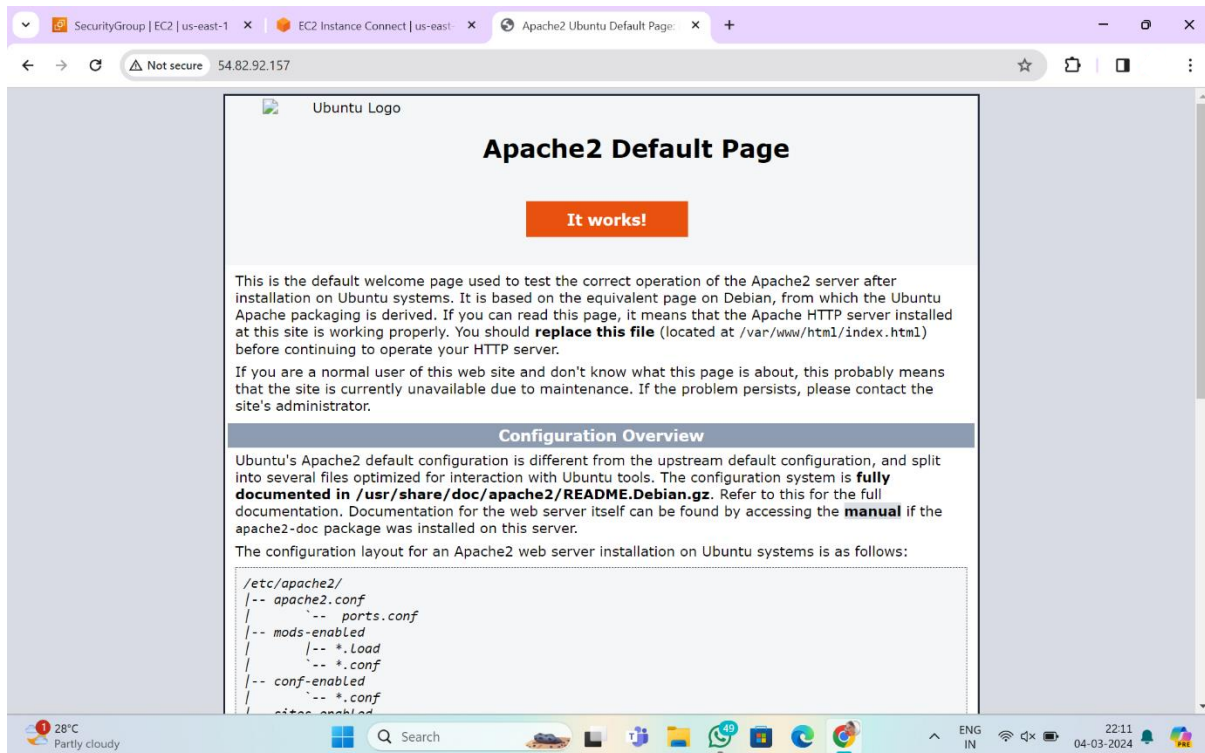 SecurityGroup | EC2 | us-east-1
EC2 Instance Connect | us-east-
Apache2 Ubuntu Default Page:
Not secure
54.82.92.157
Ubuntu Logo
Apache2 Default Page
It works!
This is the default welcome page used to test the correct operation of the Apache2 server after
installation on Ubuntu systems. It is based on the equivalent page on Debian, from which the Ubuntu
Apache packaging is derived. If you can read this page, it means that the Apache HTTP server installed
at this site is working properly. You should replace this file (located at /var/www/html/index.html)
before continuing to operate your HTTP server.
If you are a normal user of this web site and don't know what this page is about, this probably means
that the site is currently unavailable due to maintenance. If the problem persists, please contact the
site's administrator.
Configuration Overview
Ubuntu's Apache2 default configuration is different from the upstream default configuration, and split
into several files optimized for interaction with Ubuntu tools. The configuration system is fully
documented in /usr/share/doc/apache2/README.Debian.gz. Refer to this for the full
documentation. Documentation for the web server itself can be found by accessing the manual if the
apache2-doc package was installed on this server.
The configuration layout for an Apache2 web server installation on Ubuntu systems is as follows:
/etc/apache2/
|-- apache2.conf
|       `--  ports.conf
|-- mods-enabled
|       |-- *.load
|       `-- *.conf
|-- conf-enabled
|       `-- *.conf
|-- sites-enabled
1
28°C
Partly cloudy
Search
49
PRE
ENG
IN
22:11
04-03-2024